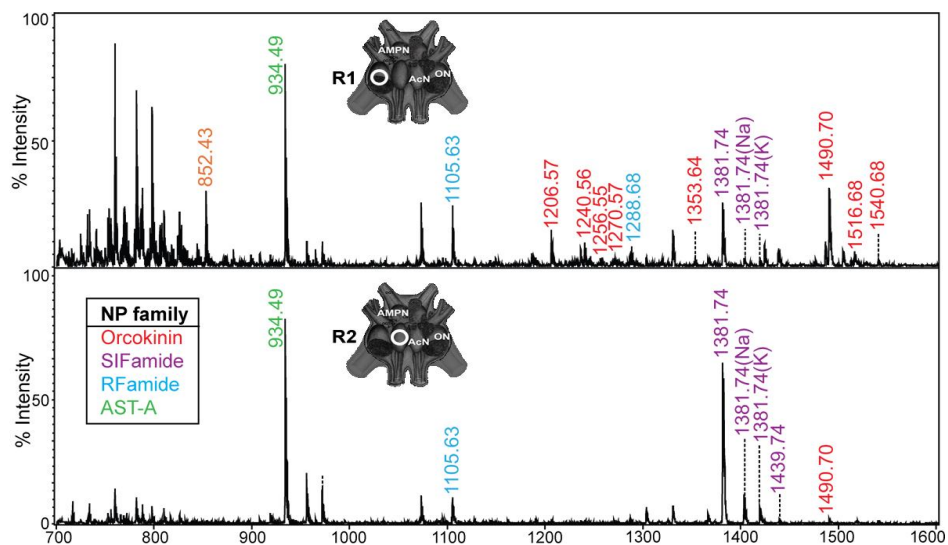 100
50
% Intensity
852.43
934.49
R1
AMPN
AcN
ON
1105.63
1206.57
1240.56
1256.55
1270.57
1288.68
1353.64
1381.74
1381.74(Na)
1381.74(K)
1490.70
1516.68
1540.68
100
50
0
% Intensity
NP family
Orcokinin
SIFamide
RFamide
AST-A
934.49
R2
AMPN
AcN
ON
1105.63
1381.74
1381.74(Na)
1381.74(K)
1439.74
1490.70
700 800 900 1000 1100 1200 1300 1400 1500 1600